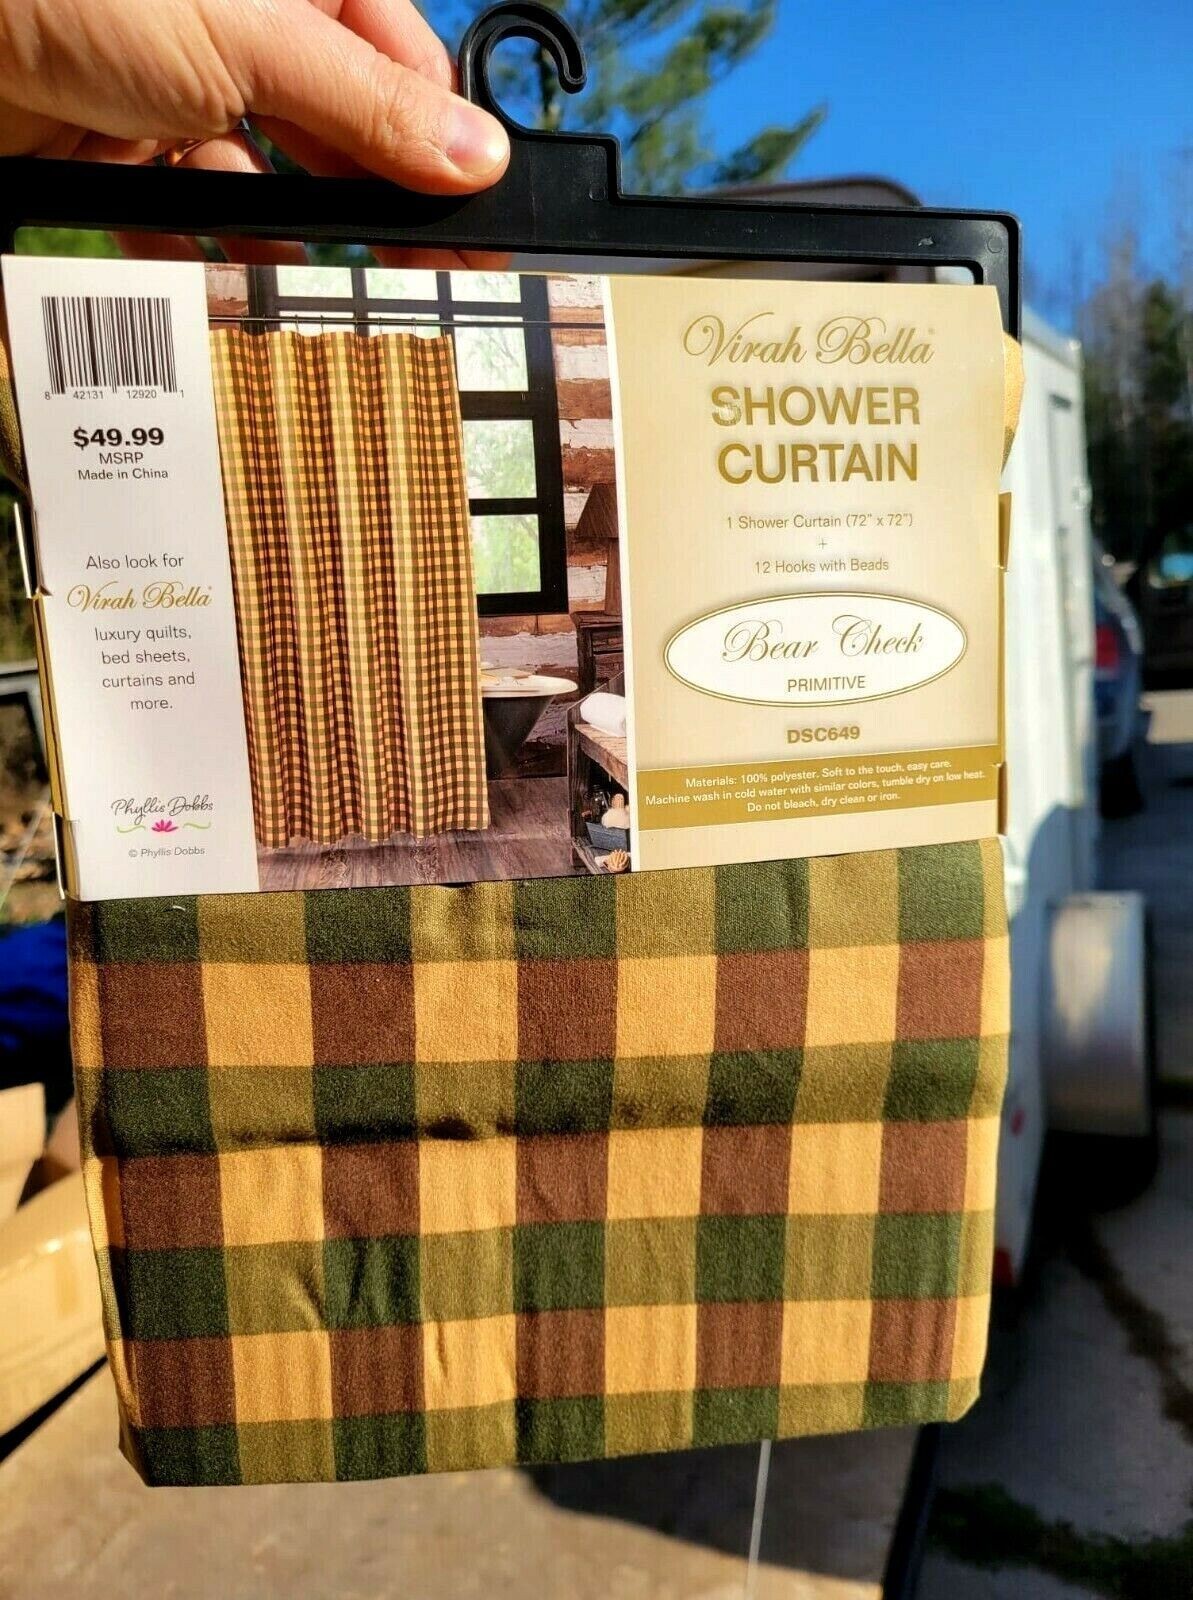 8 42131 12920 1
$49.99
MSRP
Made in China
Also look for
Virah Bella
luxury quilts,
bed sheets,
curtains and
more.
Phyllis Dobbs
© Phyllis Dobbs
Virah Bella®
SHOWER
CURTAIN
1 Shower Curtain (72" x 72")
+
12 Hooks with Beads
Bear Check
PRIMITIVE
DSC649
Materials: 100% polyester. Soft to the touch, easy care.
Machine wash in cold water with similar colors, tumble dry on low heat.
Do not bleach, dry clean or iron.